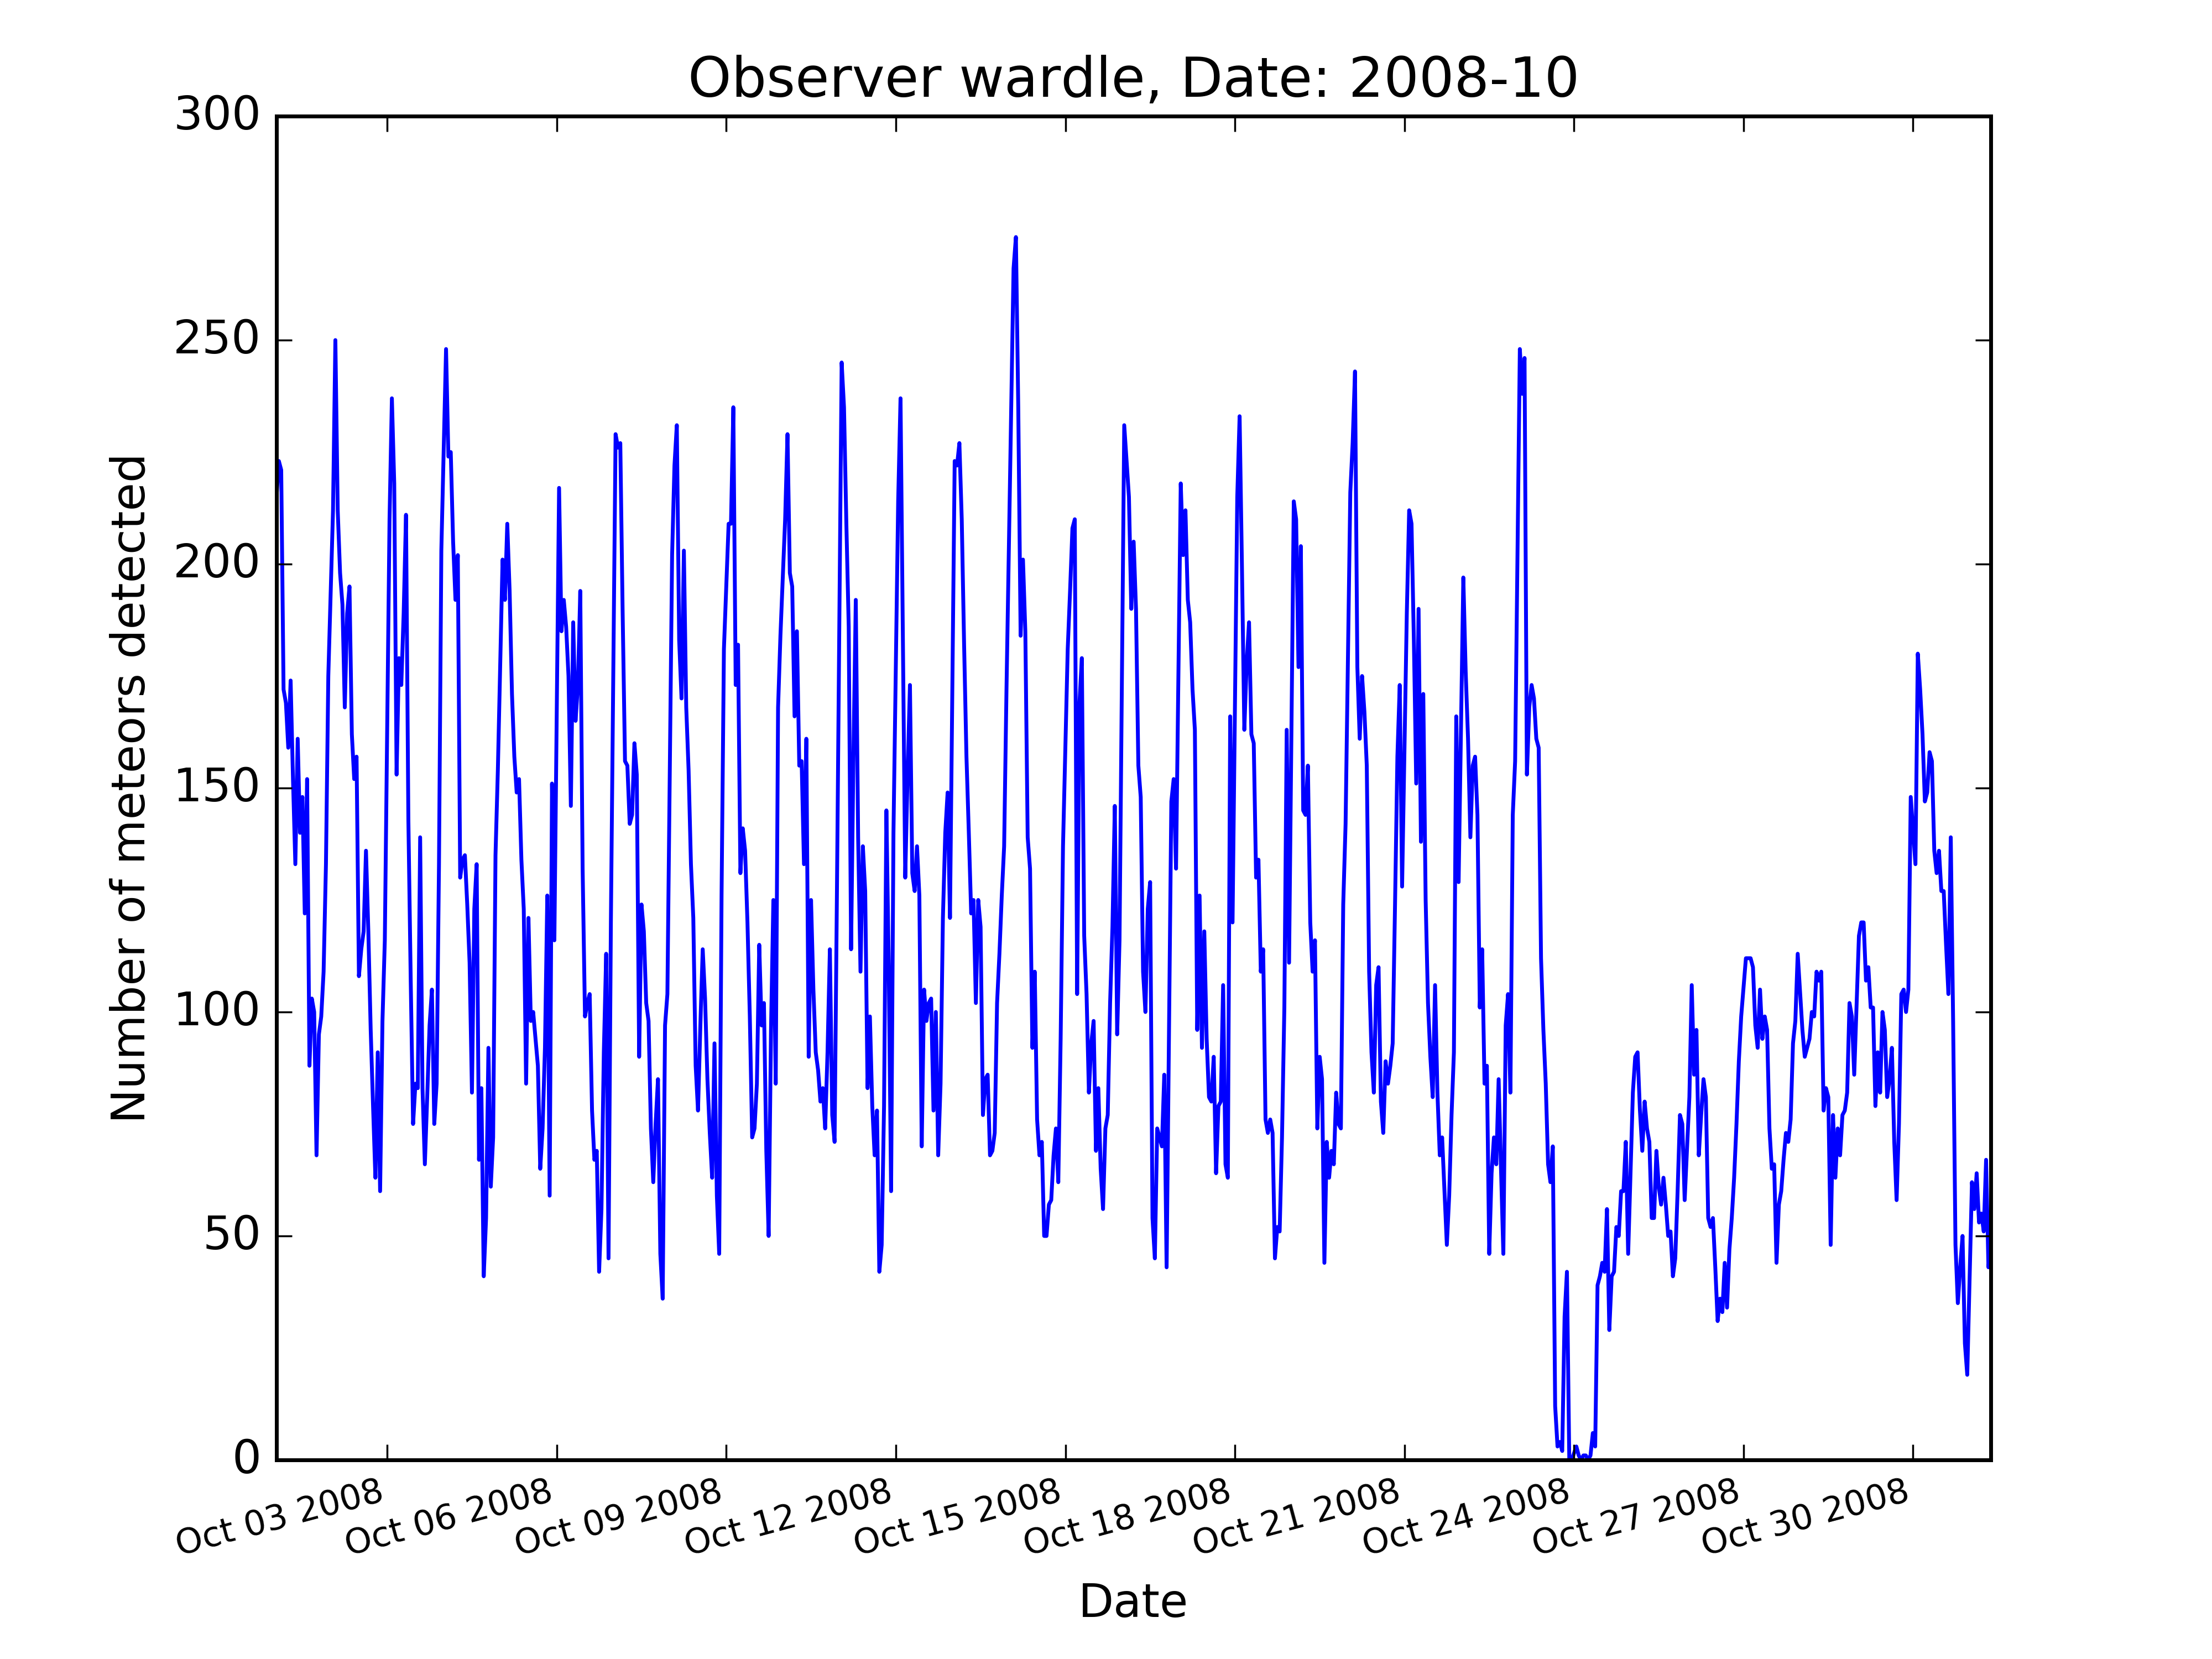 Observer wardle, Date: 2008-10
300
250
200
150
100
50
0
Number of meteors detected
Oct 03 2008
Oct 06 2008
Oct 09 2008
Oct 12 2008
Oct 15 2008
Oct 18 2008
Oct 21 2008
Oct 24 2008
Oct 27 2008
Oct 30 2008
Date